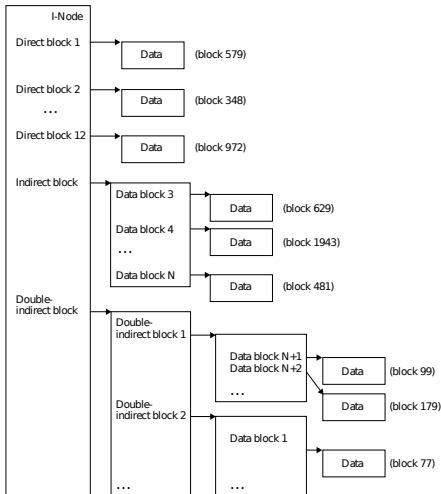 I-Node
Direct block 1
Data
(block 579)
Direct block 2
Data
(block 348)
...
Direct block 12
Data
(block 972)
Indirect block
Data block 3
Data
(block 629)
Data block 4
Data
(block 1943)
...
Data block N
Data
(block 481)
Double-
indirect block
Double-
indirect block 1
Data block N+1
Data
(block 99)
Data block N+2
Data
(block 179)
...
Double-
indirect block 2
Data block 1
Data
(block 77)
...
...